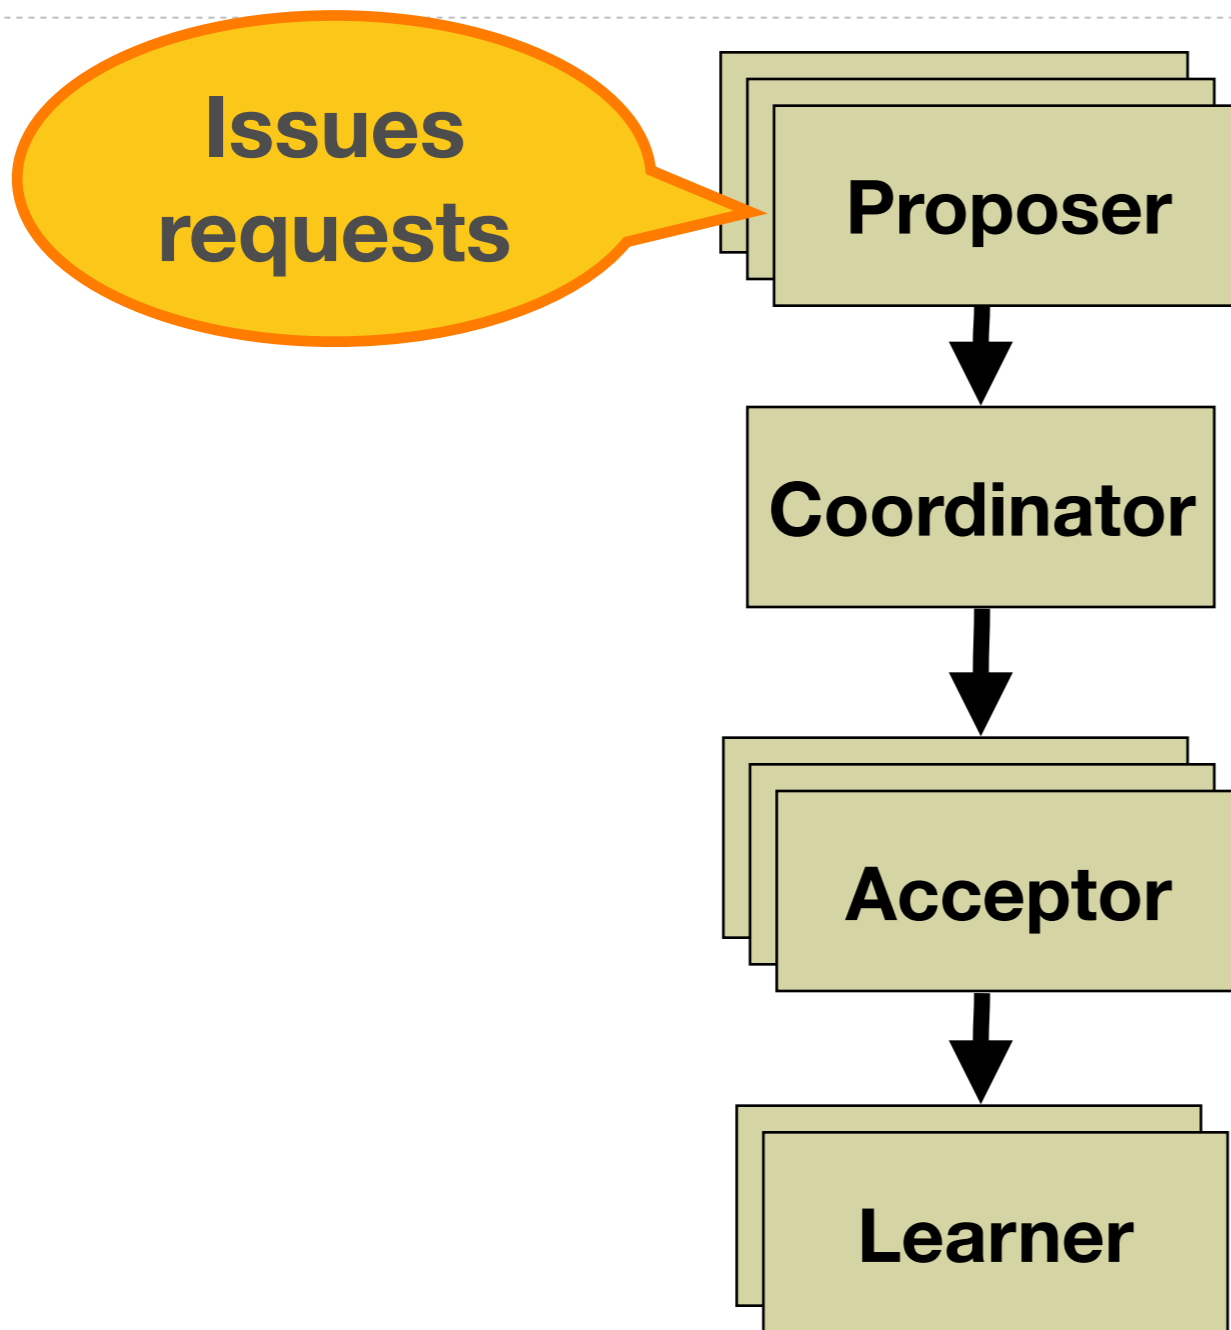 Issues
requests
Proposer
Coordinator
Acceptor
Learner